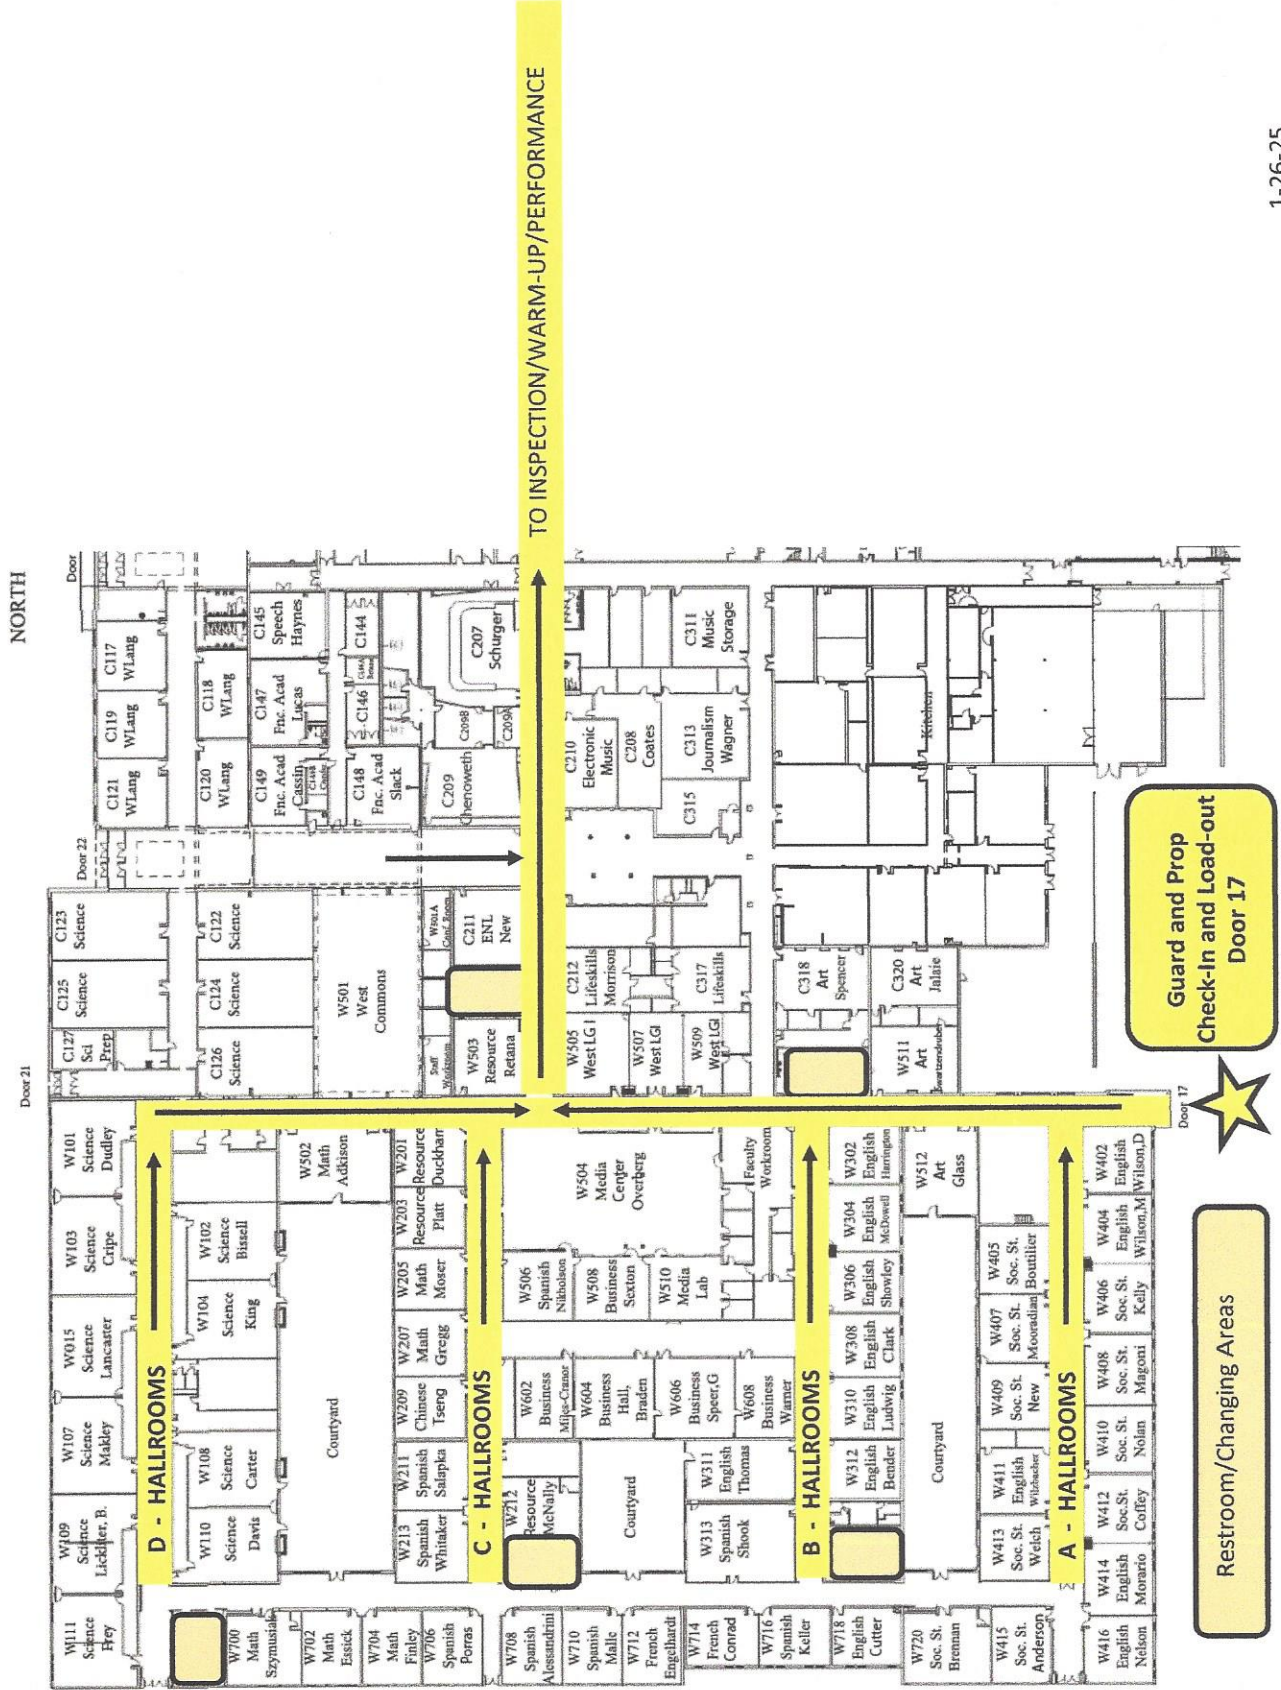 NORTH
Door 21
Door 22
Door
W111
Science
Frey
W109
Science
Lickliter, B.
W107
Science
Makley
W015
Science
Lancaster
W103
Science
Cripe
W101
Science
Dudley
C127
Sci
Prep
C125
Science
C123
Science
C121
WLang
C119
WLang
C117
WLang
D - HALLROOMS
W110
Science
Davis
W108
Science
Carter
W104
Science
King
W102
Science
Bissell
C126
Science
C124
Science
C122
Science
C120
WLang
C118
WLang
W700
Math
Szymusiak
W702
Math
Essick
W704
Math
Finley
W706
Spanish
Porras
Courtyard
W502
Math
Adkison
W501
West
Commons
C149
Fnc. Acad
Cassin
C147
Fnc. Acad
Lucas
C145
Speech
Haynes
C148
Fnc. Acad
Slack
C146
C144
W213
Spanish
Whitaker
W211
Spanish
Salapka
W209
Chinese
Tseng
W207
Math
Gregg
W205
Math
Moser
W203
Resource
Platt
W201
Resource
Duckham
Staff
Workroom
W501A
Conf. Room
W503
Resource
Retana
C211
ENL
New
C209
Chenoweth
C209B
C209A
C207
Schurger
C - HALLROOMS
TO INSPECTION/WARM-UP/PERFORMANCE
W708
Spanish
Alessandrini
W710
Spanish
Malle
W712
French
Engelhardt
W212
Resource
McNally
W602
Business
Mijes-Cranor
W604
Business
Hall,
Braden
W606
Business
Speer,G
W608
Business
Warner
W506
Spanish
Nikholson
W508
Business
Sexton
W510
Media
Lab
W504
Media
Center
Overberg
Faculty
Workroom
W505
West LG I
W507
West LGI
W509
West LGI
C212
Lifeskills
Morrison
C317
Lifeskills
C210
Electronic
Music
C208
Coates
C315
C313
Journalism
Wagner
C311
Music
Storage
Courtyard
W714
French
Conrad
W716
Spanish
Keller
W718
English
Cutter
W313
Spanish
Shook
W311
English
Thomas
B - HALLROOMS
W312
English
Bender
W310
English
Ludwig
W308
English
Clark
W306
English
Showley
W304
English
McDowell
W302
English
Harrington
C318
Art
Spencer
W511
Art
Swartzendruber
C320
Art
Jalaie
Kitchen
W720
Soc. St.
Brennan
W415
Soc. St.
Anderson
Courtyard
W512
Art
Glass
W413
Soc. St.
Welch
W411
English
Wilzbacher
W409
Soc. St.
New
W407
Soc. St.
Mooradian
W405
Soc. St.
Boutilier
A - HALLROOMS
W416
English
Nelson
W414
English
Morario
W412
Soc.St.
Coffey
W410
Soc. St.
Nolan
W408
Soc. St.
Magoni
W406
Soc. St.
Kelly
W404
English
Wilson,M
W402
English
Wilson,D
Door 17
Guard and Prop
Check-In and Load-out
Door 17
Restroom/Changing Areas
1-26-25